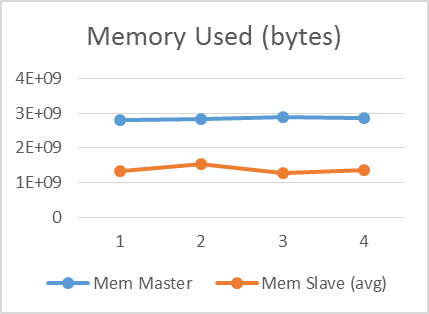 Memory Used (bytes)
4E+09
3E+09
2E+09
1E+09
0
1 2 3 4
Mem Master Mem Slave (avg)